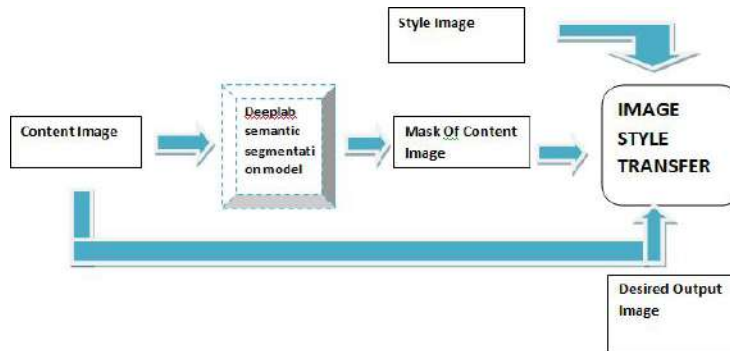 Style Image
Content Image
Deeplab
semantic
segmentati
on model
Mask Of Content
Image
IMAGE
STYLE
TRANSFER
Desired Output
Image